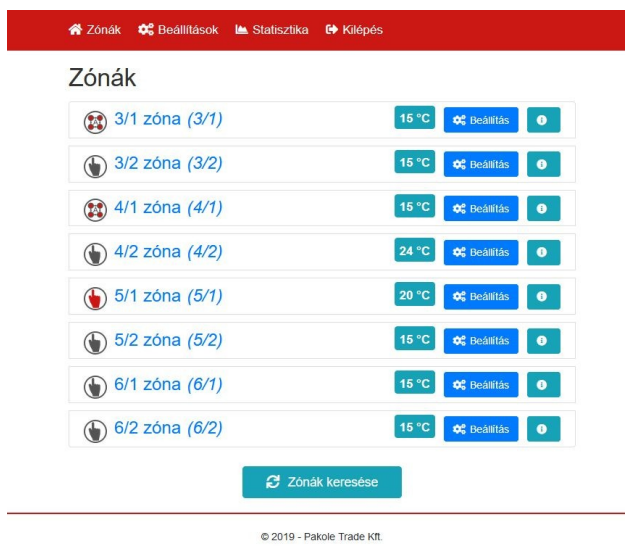 Zónák Beállítások Statisztika Kilépés
Zónák
3/1 zóna (3/1) 15 °C Beállítás
3/2 zóna (3/2) 15 °C Beállítás
4/1 zóna (4/1) 15 °C Beállítás
4/2 zóna (4/2) 24 °C Beállítás
5/1 zóna (5/1) 20 °C Beállítás
5/2 zóna (5/2) 15 °C Beállítás
6/1 zóna (6/1) 15 °C Beállítás
6/2 zóna (6/2) 15 °C Beállítás
Zónák keresése
© 2019 - Pakole Trade Kft.